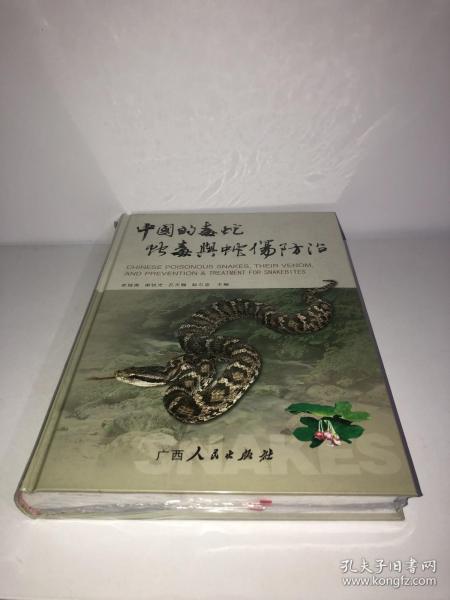 中國的毒蛇
蛇毒與蛇傷防治
CHINESE POISONOUS SNAKES, THEIR VENOM,
AND PREVENTION & TREATMENT FOR SNAKEBITES
主编
广西人民出版社
SNAKES
孔夫子旧书网
www.kongfz.com